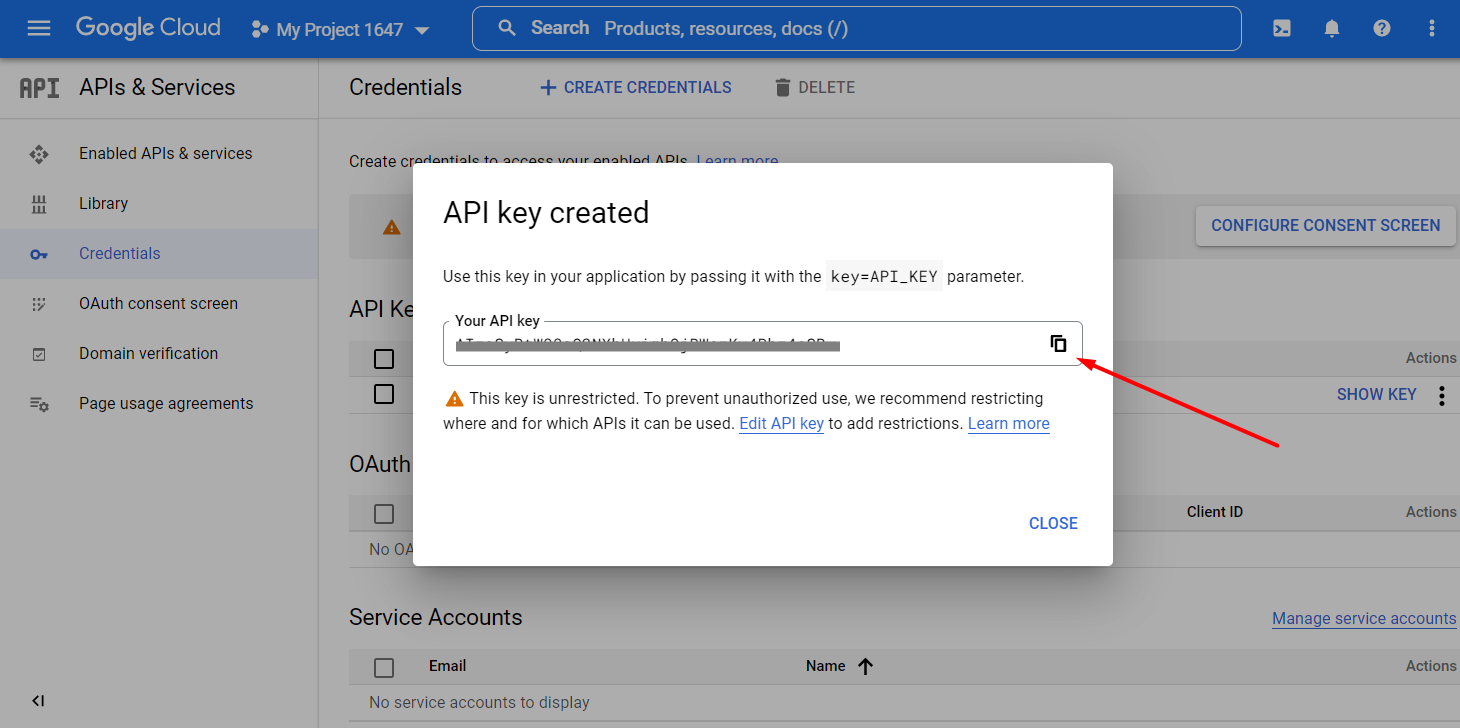 Google Cloud
My Project 1647
Search Products, resources, docs (/)
API APIs & Services
Credentials
CREATE CREDENTIALS
DELETE
Enabled APIs & services
Library
Credentials
OAuth consent screen
Domain verification
Page usage agreements
Create credentials to access your enabled APIs. Learn more
CONFIGURE CONSENT SCREEN
API Ke
Actions
SHOW KEY
API key created
Use this key in your application by passing it with the key=API_KEY parameter.
Your API key
This key is unrestricted. To prevent unauthorized use, we recommend restricting
where and for which APIs it can be used. Edit API key to add restrictions. Learn more
CLOSE
OAuth
Client ID
Actions
No OA
Service Accounts
Manage service accounts
Email
Name
Actions
No service accounts to display